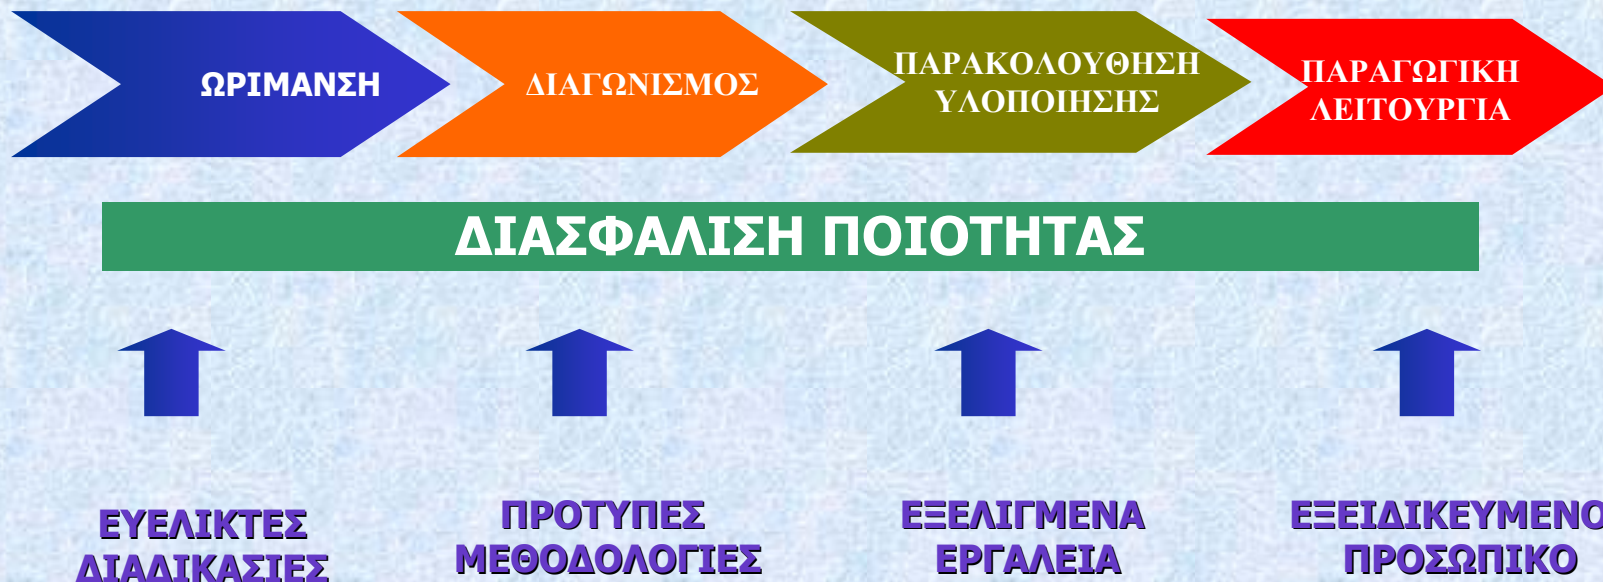 ΩΡΙΜΑΝΣΗ
ΔΙΑΓΩΝΙΣΜΟΣ
ΠΑΡΑΚΟΛΟΥΘΗΣΗ
ΥΛΟΠΟΙΗΣΗΣ
ΠΑΡΑΓΩΓΙΚΗ
ΛΕΙΤΟΥΡΓΙΑ
ΔΙΑΣΦΑΛΙΣΗ ΠΟΙΟΤΗΤΑΣ
ΕΥΕΛΙΚΤΕΣ
ΔΙΑΔΙΚΑΣΙΕΣ
ΠΡΟΤΥΠΕΣ
ΜΕΘΟΔΟΛΟΓΙΕΣ
ΕΞΕΛΙΓΜΕΝΑ
ΕΡΓΑΛΕΙΑ
ΕΞΕΙΔΙΚΕΥΜΕΝΟ
ΠΡΟΣΩΠΙΚΟ